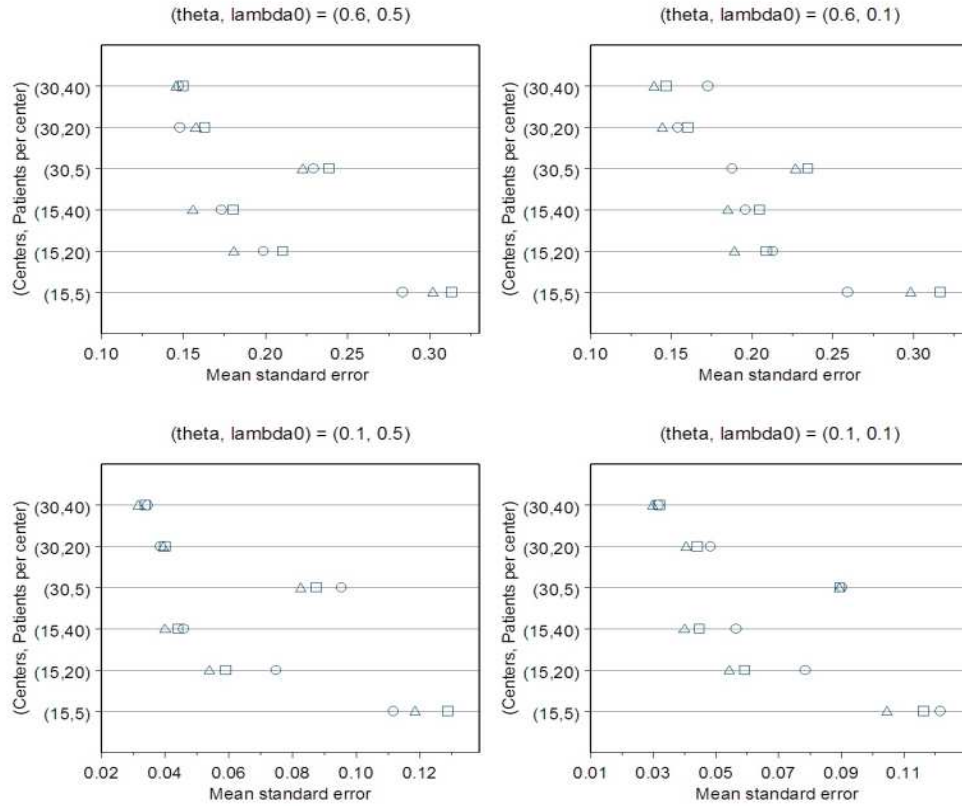 (theta, lambda0) = (0.6, 0.5)
(Centers, Patients per center)
(30,40)
(30,20)
(30,5)
(15,40)
(15,20)
(15,5)
0.10 0.15 0.20 0.25 0.30
Mean standard error
(theta, lambda0) = (0.6, 0.1)
(Centers, Patients per center)
(30,40)
(30,20)
(30,5)
(15,40)
(15,20)
(15,5)
0.10 0.15 0.20 0.25 0.30
Mean standard error
(theta, lambda0) = (0.1, 0.5)
(Centers, Patients per center)
(30,40)
(30,20)
(30,5)
(15,40)
(15,20)
(15,5)
0.02 0.04 0.06 0.08 0.10 0.12
Mean standard error
(theta, lambda0) = (0.1, 0.1)
(Centers, Patients per center)
(30,40)
(30,20)
(30,5)
(15,40)
(15,20)
(15,5)
0.01 0.03 0.05 0.07 0.09 0.11
Mean standard error